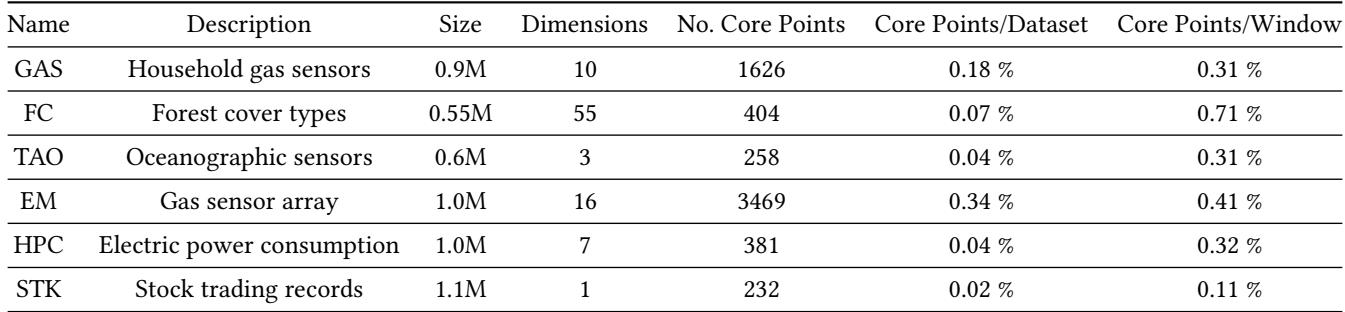 Name Description Size Dimensions No. Core Points Core Points/Dataset Core Points/Window
GAS Household gas sensors 0.9M 10 1626 0.18 % 0.31 %
FC Forest cover types 0.55M 55 404 0.07 % 0.71 %
TAO Oceanographic sensors 0.6M 3 258 0.04 % 0.31 %
EM Gas sensor array 1.0M 16 3469 0.34 % 0.41 %
HPC Electric power consumption 1.0M 7 381 0.04 % 0.32 %
STK Stock trading records 1.1M 1 232 0.02 % 0.11 %